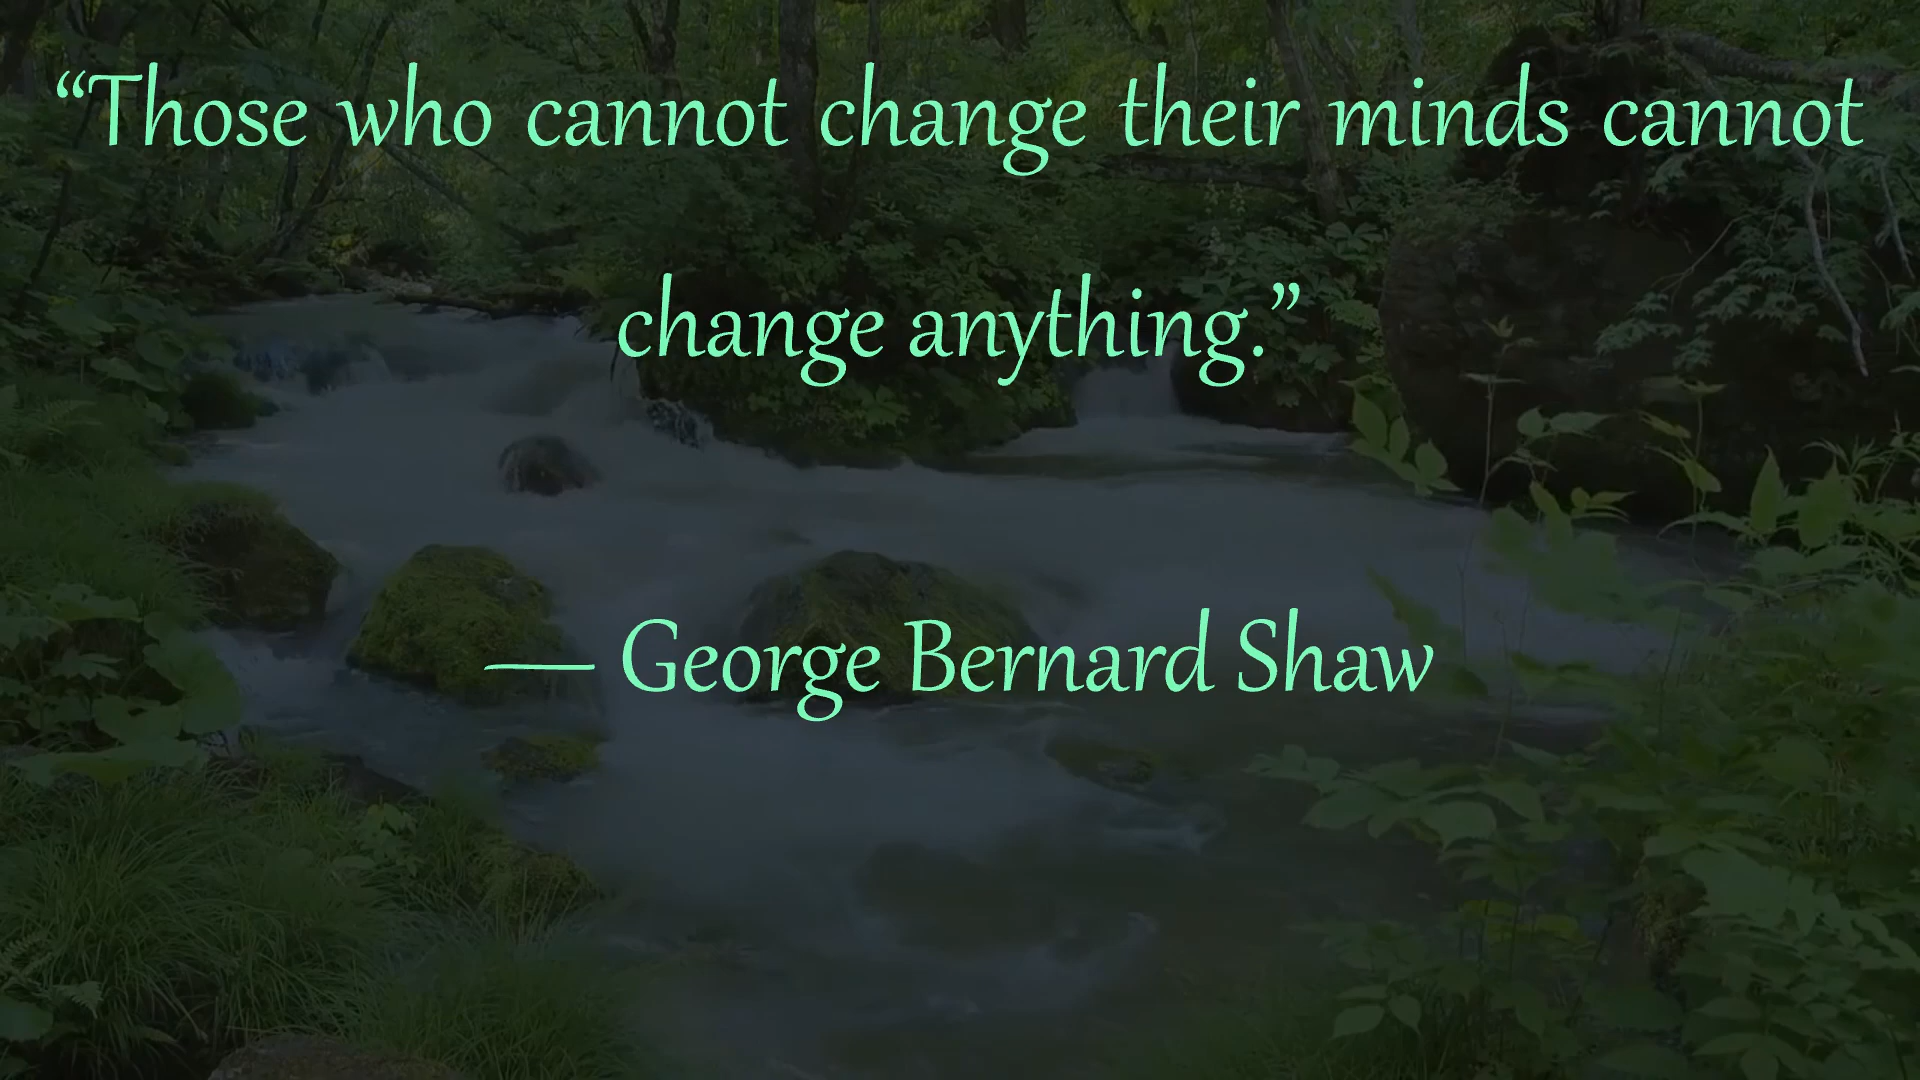 “Those who cannot change their minds cannot
change anything.”
— George Bernard Shaw